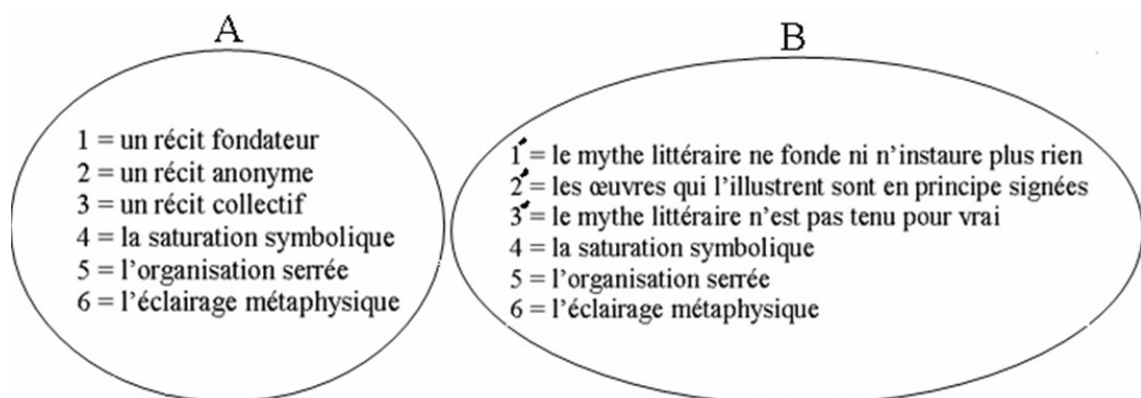 A
1 = un récit fondateur
2 = un récit anonyme
3 = un récit collectif
4 = la saturation symbolique
5 = l'organisation serrée
6 = l'éclairage métaphysique
B
1' = le mythe littéraire ne fonde ni n'instaure plus rien
2' = les œuvres qui l'illustrent sont en principe signées
3' = le mythe littéraire n'est pas tenu pour vrai
4 = la saturation symbolique
5 = l'organisation serrée
6 = l'éclairage métaphysique